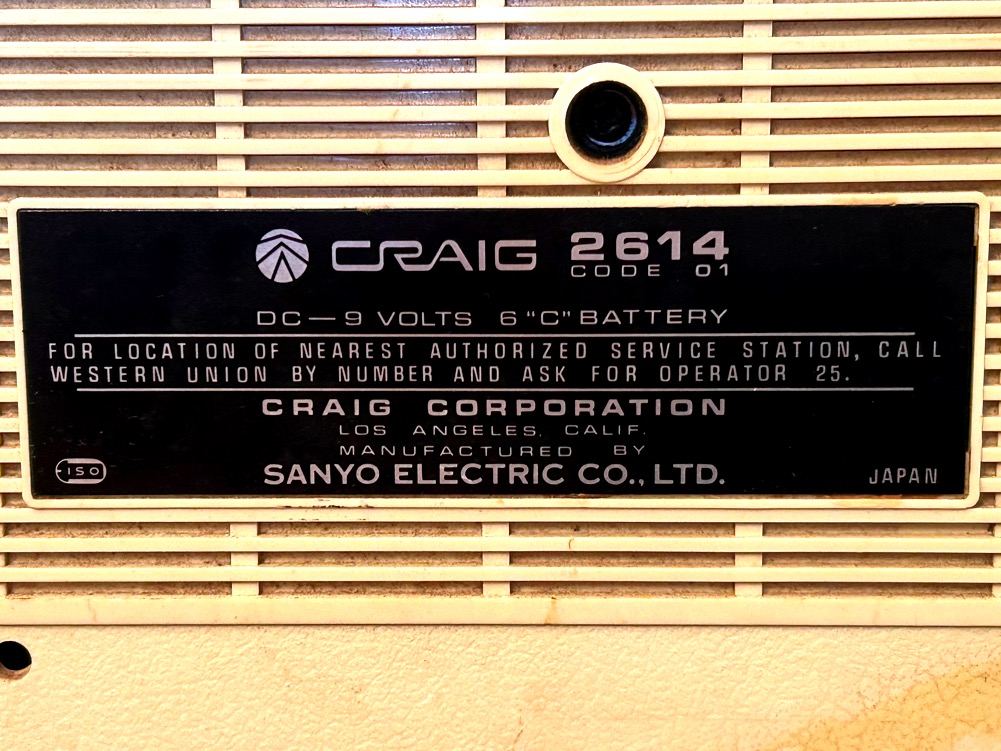 CRAIG 2614
CODE 01
DC—9 VOLTS 6 "C" BATTERY
FOR LOCATION OF NEAREST AUTHORIZED SERVICE STATION, CALL
WESTERN UNION BY NUMBER AND ASK FOR OPERATOR 25.
CRAIG CORPORATION
LOS ANGELES, CALIF.
MANUFACTURED BY
SANYO ELECTRIC CO., LTD.
ISO
JAPAN